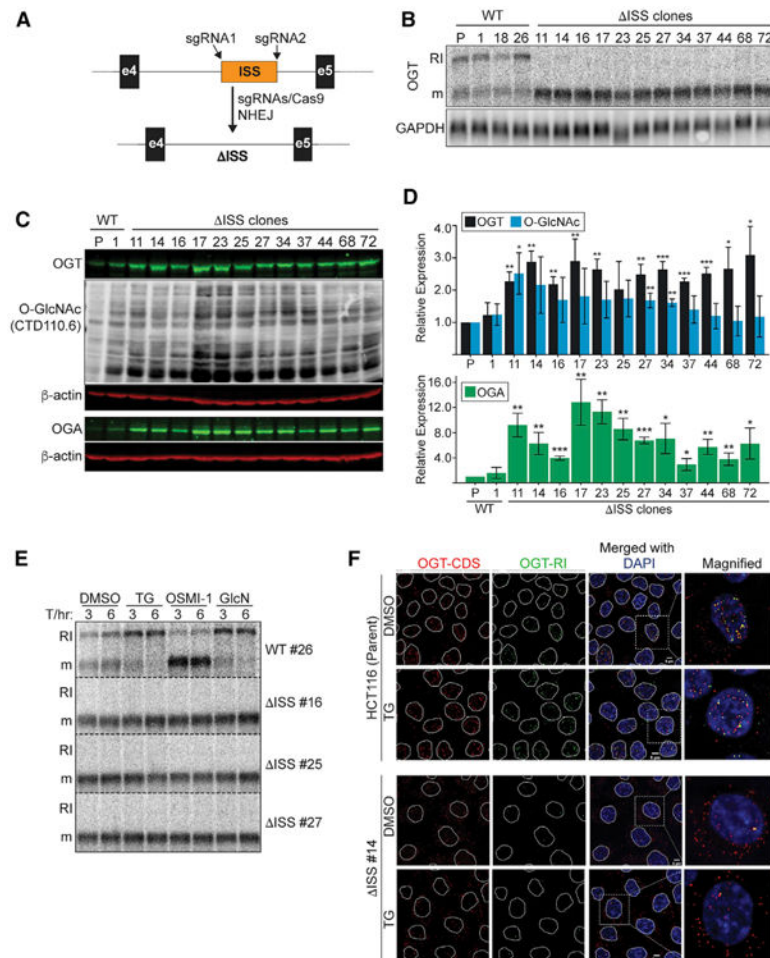 A
sgRNA1 sgRNA2
e4 ISS e5
sgRNAs/Cas9
NHEJ
e4 ΔISS e5
B
WT ΔISS clones
P 1 18 26 11 14 16 17 23 25 27 34 37 44 68 72
OGT
RI
m
GAPDH
C
WT ΔISS clones
P 1 11 14 16 17 23 25 27 34 37 44 68 72
OGT
O-GlcNAc
(CTD110.6)
β-actin
OGA
β-actin
D
OGT O-GlcNAc
Relative Expression
4.0
3.0
2.0
1.0
** * ** ** ** ** ** ** *** ** *** ** * *
P 1 11 14 16 17 23 25 27 34 37 44 68 72
OGA
Relative Expression
16.0
12.0
8.0
4.0
** ** *** ** ** ** *** * * ** ** *
P 1 11 14 16 17 23 25 27 34 37 44 68 72
WT ΔISS clones
E
DMSO TG OSMI-1 GlcN
T/hr: 3 6 3 6 3 6 3 6
RI
m
WT #26
RI
m
ΔISS #16
RI
m
ΔISS #25
RI
m
ΔISS #27
F
OGT-CDS OGT-RI Merged with DAPI Magnified
HCT116 (Parent)
DMSO
TG
ΔISS #14
DMSO
TG